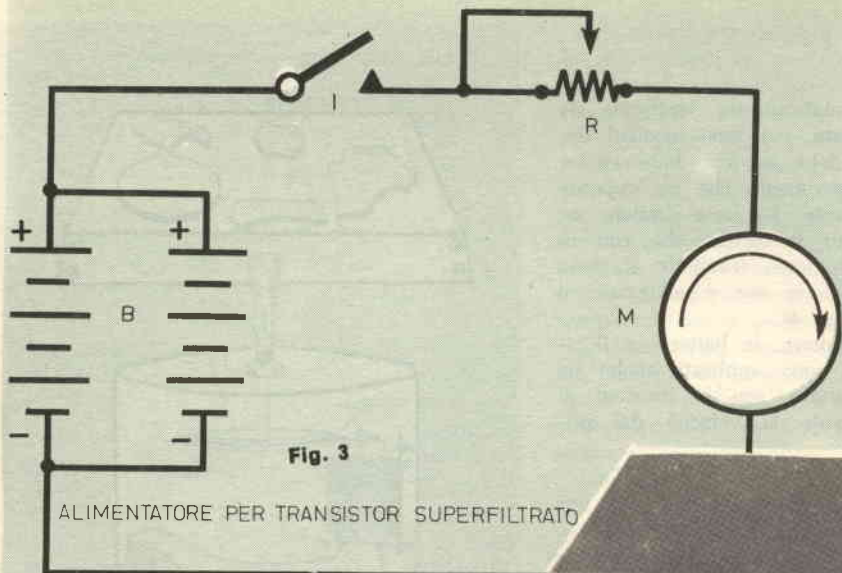 I
R
+
+
B
M
-
-
Fig. 3
ALIMENTATORE PER TRANSISTOR SUPERFILTRATO